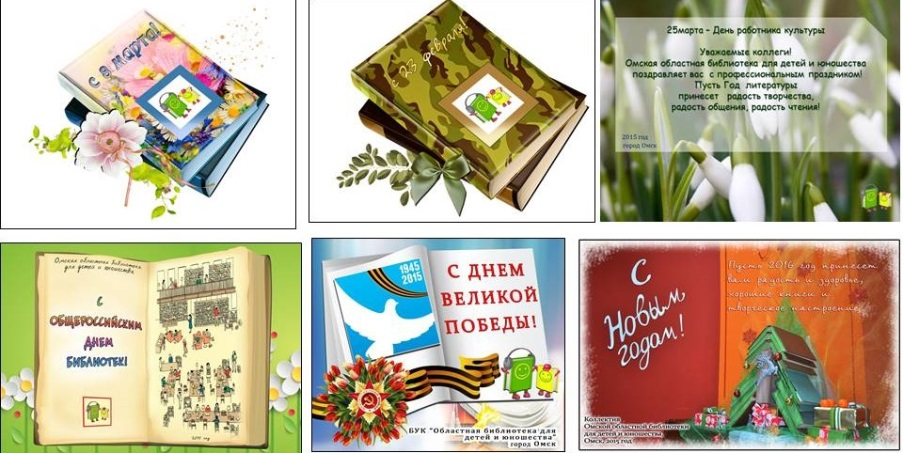 с 8 марта!
с 23 февраля!
25марта – День работника культуры
Уважаемые коллеги!
Омская областная библиотека для детей и юношества
поздравляет вас с профессиональным праздником!
Пусть Год литературы
принесет радость творчества,
радость общения, радость чтения!
2015 год
город Омск
Омская областная библиотека
для детей и юношества
С
ОБЩЕРОССИЙСКИМ
ДНЕМ
БИБЛИОТЕК!
2015 год
1945
2015
С ДНЕМ
ВЕЛИКОЙ
ПОБЕДЫ!
БУК "Областная библиотека для
детей и юношества"
город Омск
С
Новым
годом!
Пусть 2016 год принесет
вам радость и здоровье,
хорошие книги и
творческое настроение.
Коллектив
Омской областной библиотеки
для детей и юношества,
Омск, 2015 год